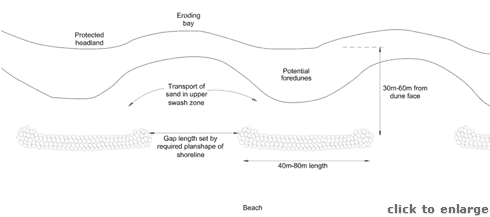 Eroding
bay
Protected
headland
Potential
foredunes
Transport of
sand in upper
swash zone
30m-60m from
dune face
Gap length set by
required planshape of
shoreline
40m-80m length
Beach
click to enlarge